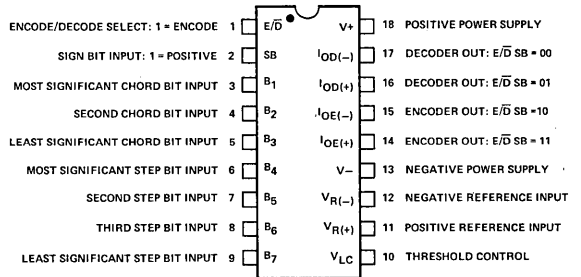 ENCODE/DECODE SELECT: 1 = ENCODE 1 E/D̅ V+ 18 POSITIVE POWER SUPPLY
SIGN BIT INPUT: 1 = POSITIVE 2 SB IOD(−) 17 DECODER OUT: E/D̅ SB = 00
MOST SIGNIFICANT CHORD BIT INPUT 3 B1 IOD(+) 16 DECODER OUT: E/D̅ SB = 01
SECOND CHORD BIT INPUT 4 B2 IOE(−) 15 ENCODER OUT: E/D̅ SB =10
LEAST SIGNIFICANT CHORD BIT INPUT 5 B3 IOE(+) 14 ENCODER OUT: E/D̅ SB = 11
MOST SIGNIFICANT STEP BIT INPUT 6 B4 V− 13 NEGATIVE POWER SUPPLY
SECOND STEP BIT INPUT 7 B5 VR(−) 12 NEGATIVE REFERENCE INPUT
THIRD STEP BIT INPUT 8 B6 VR(+) 11 POSITIVE REFERENCE INPUT
LEAST SIGNIFICANT STEP BIT INPUT 9 B7 VLC 10 THRESHOLD CONTROL